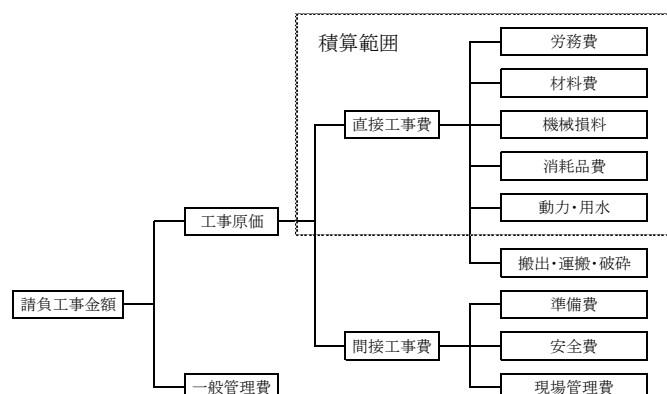 積算範囲
労務費
材料費
直接工事費
機械損料
消耗品費
動力・用水
工事原価
搬出・運搬・破砕
請負工事金額
準備費
間接工事費
安全費
一般管理費
現場管理費